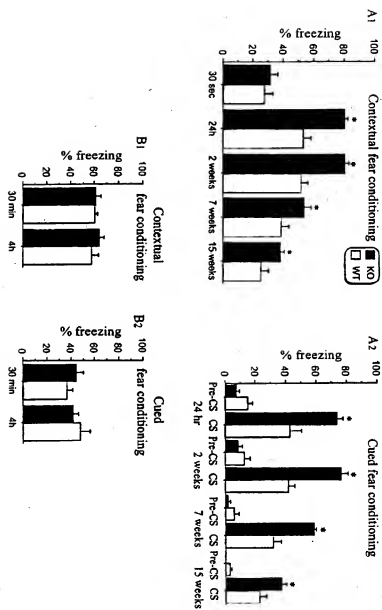 A1
Contextual fear conditioning
KO
WT
% freezing
0 20 40 60 80 100
30 sec
24h
2 weeks
7 weeks
15 weeks
* * * *
A2
Cued fear conditioning
% freezing
0 20 40 60 80 100
Pre-CS CS Pre-CS CS Pre-CS CS Pre-CS CS
24 hr 2 weeks 7 weeks 15 weeks
* * * *
B1
Contextual
fear conditioning
% freezing
0 20 40 60 80 100
30 min
4h
B2
Cued
fear conditioning
% freezing
0 20 40 60 80 100
30 min
4h